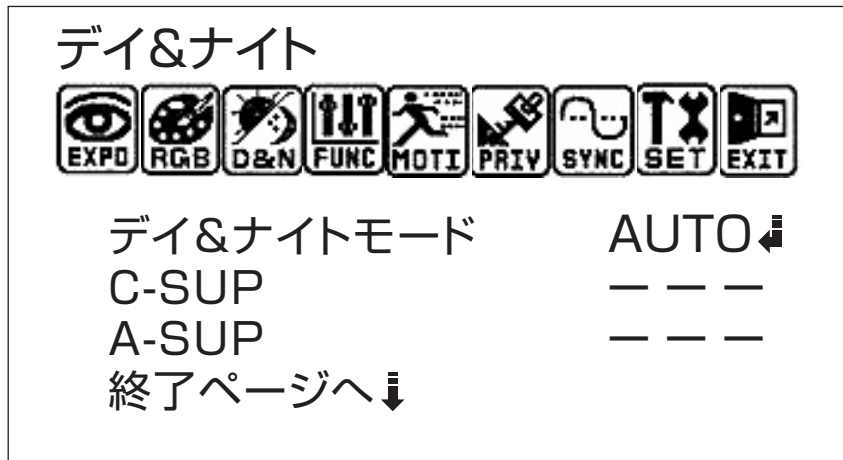 デイ&ナイト
EXPO RGB D&N FUNC MOTI PRIV SYNC SET EXIT
デイ&ナイトモード AUTO
C-SUP ーーー
A-SUP ーーー
終了ページへ